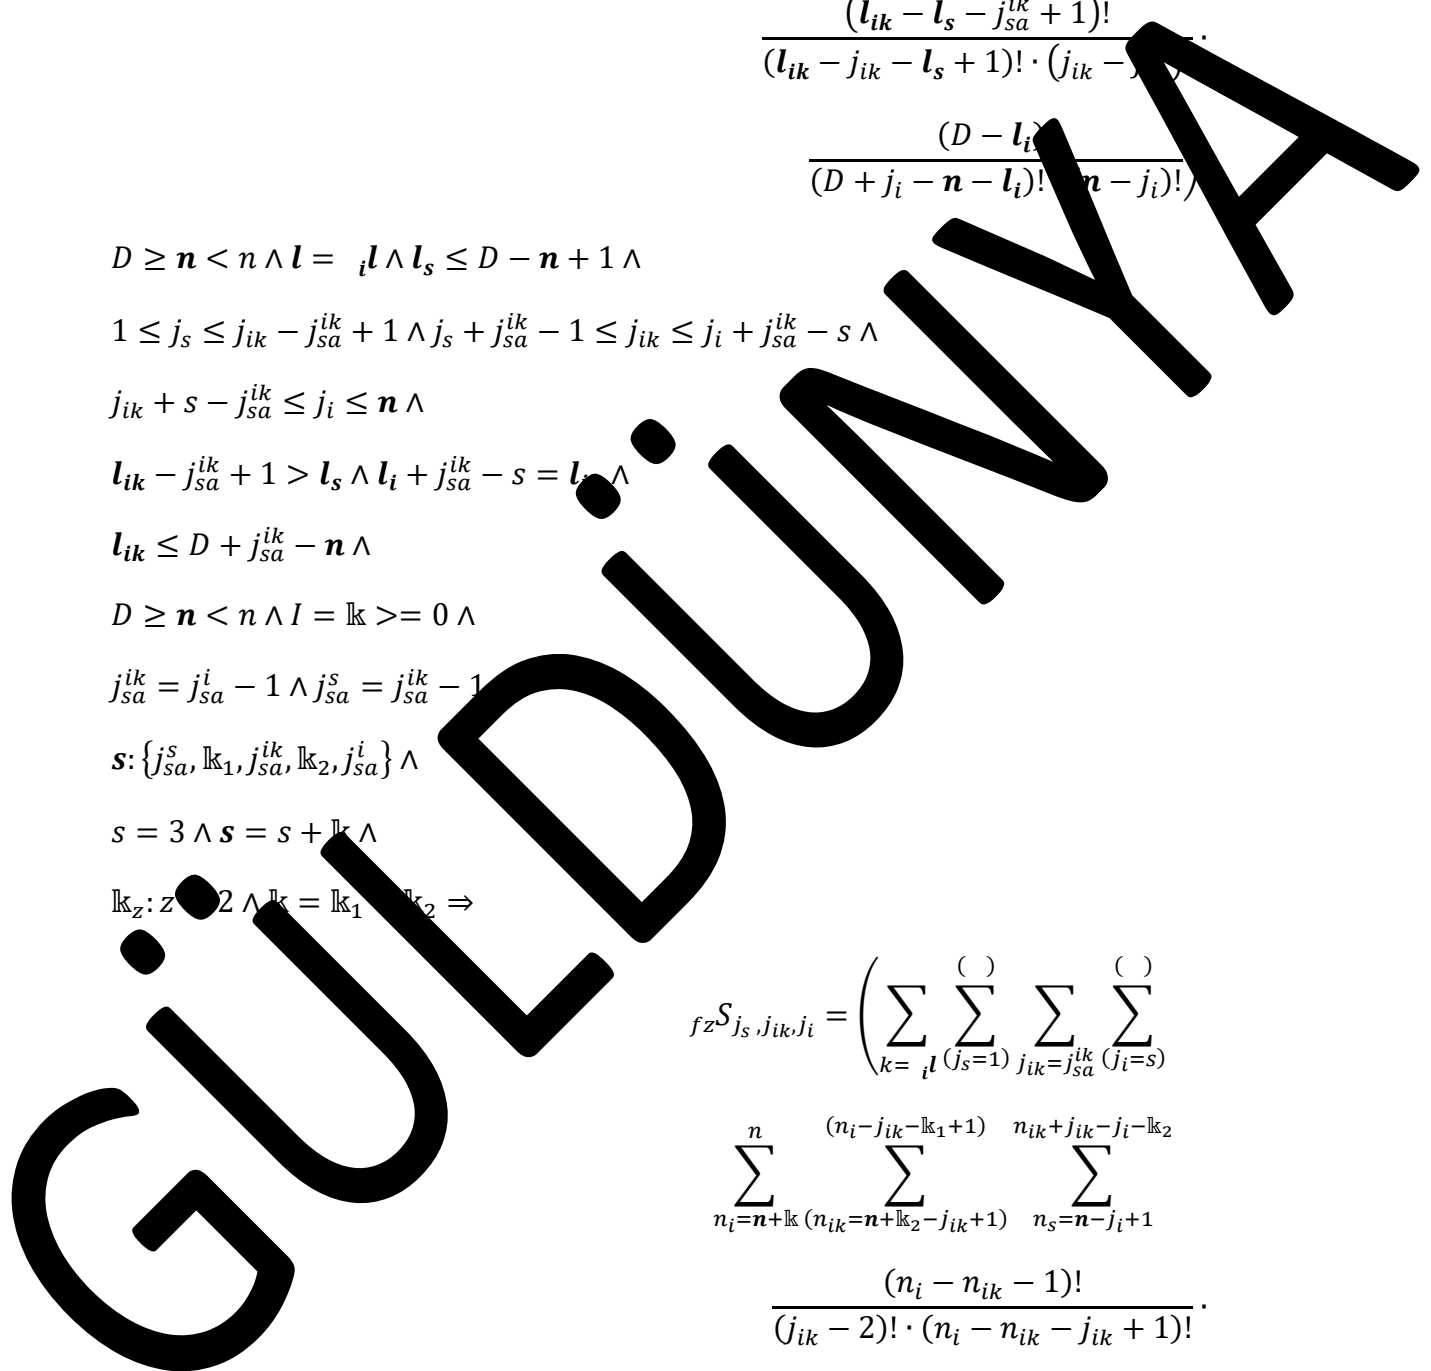 (l_ik − l_s − j_sa^ik + 1)!
(l_ik − j_ik − l_s + 1)! · (j_ik −
(D − l_i)
(D + j_i − n − l_i)! n − j_i)!)
D ≥ n < n ∧ l = _i l ∧ l_s ≤ D − n + 1 ∧
1 ≤ j_s ≤ j_ik − j_sa^ik + 1 ∧ j_s + j_sa^ik − 1 ≤ j_ik ≤ j_i + j_sa^ik − s ∧
j_ik + s − j_sa^ik ≤ j_i ≤ n ∧
l_ik − j_sa^ik + 1 > l_s ∧ l_i + j_sa^ik − s = l ∧
l_ik ≤ D + j_sa^ik − n ∧
D ≥ n < n ∧ I = 𝕜 >= 0 ∧
j_sa^ik = j_sa^i − 1 ∧ j_sa^s = j_sa^ik − 1
s: {j_sa^s, 𝕜_1, j_sa^ik, 𝕜_2, j_sa^i} ∧
s = 3 ∧ s = s + 𝕜 ∧
𝕜_z: z 2 ∧ 𝕜 = 𝕜_1 𝕜_2 ⇒
_fz S_{j_s, j_ik, j_i} = ( ∑_{k = _i l} ∑_{(j_s=1)}^{( )} ∑_{j_ik=j_sa^ik} ∑_{(j_i=s)}^{( )}
∑_{n_i=n+𝕜}^{n} ∑_{(n_ik=n+𝕜_2−j_ik+1)}^{(n_i−j_ik−𝕜_1+1)} ∑_{n_s=n−j_i+1}^{n_ik+j_ik−j_i−𝕜_2}
(n_i − n_ik − 1)!
(j_ik − 2)! · (n_i − n_ik − j_ik + 1)! ·
GÜLDÜNYA